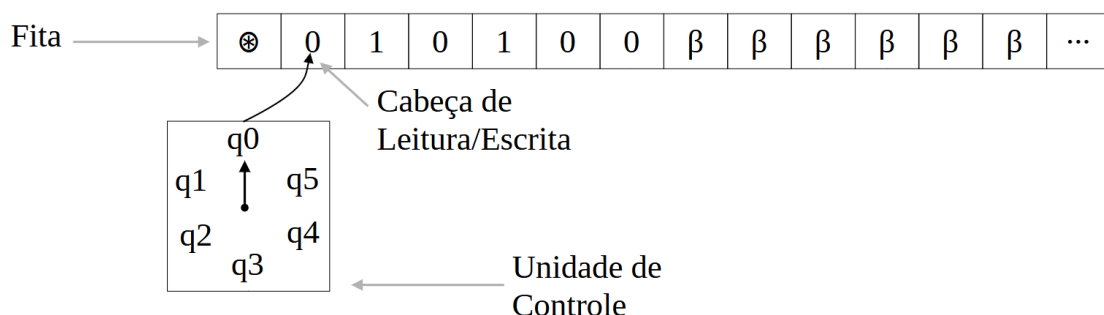 Fita
⊛ 0 1 0 1 0 0 β β β β β β ...
Cabeça de
Leitura/Escrita
q0
q1 q5
q2 q4
q3
Unidade de
Controle